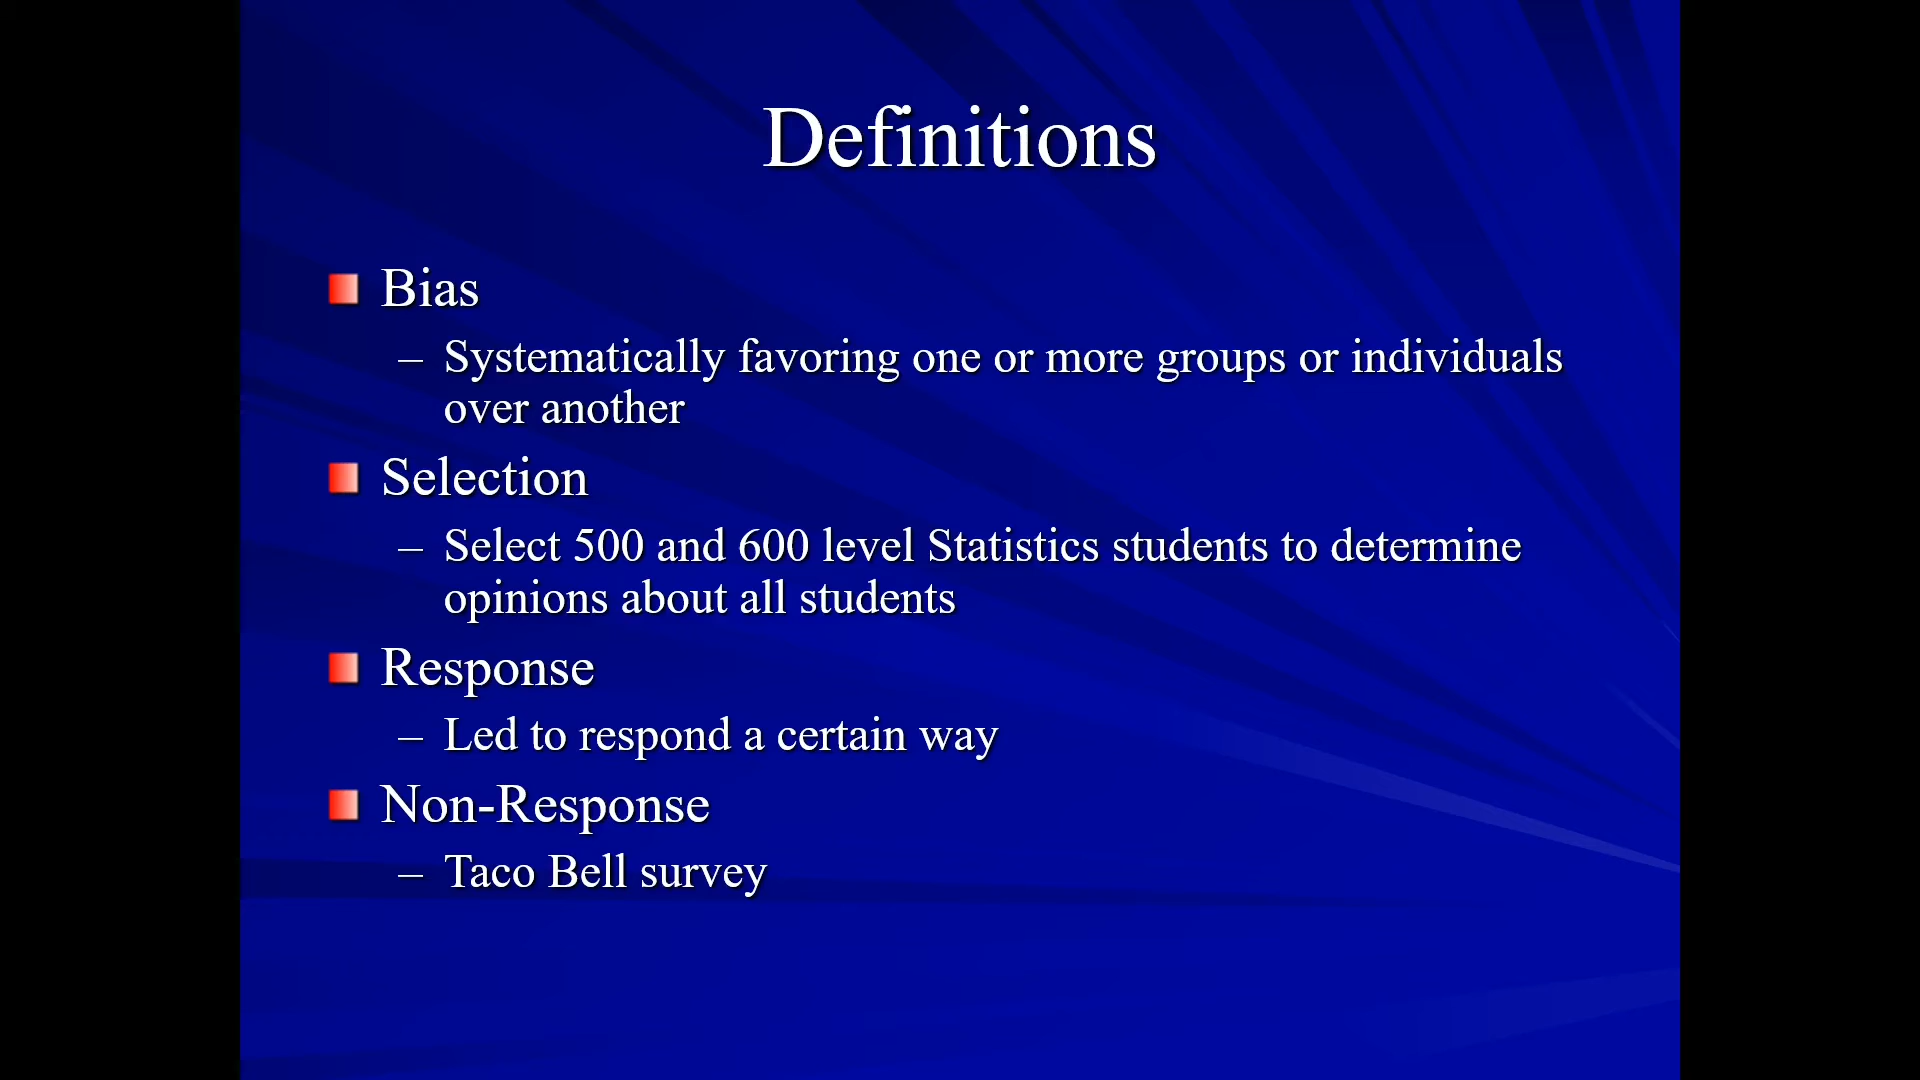 Definitions
Bias
– Systematically favoring one or more groups or individuals
over another
Selection
– Select 500 and 600 level Statistics students to determine
opinions about all students
Response
– Led to respond a certain way
Non-Response
– Taco Bell survey